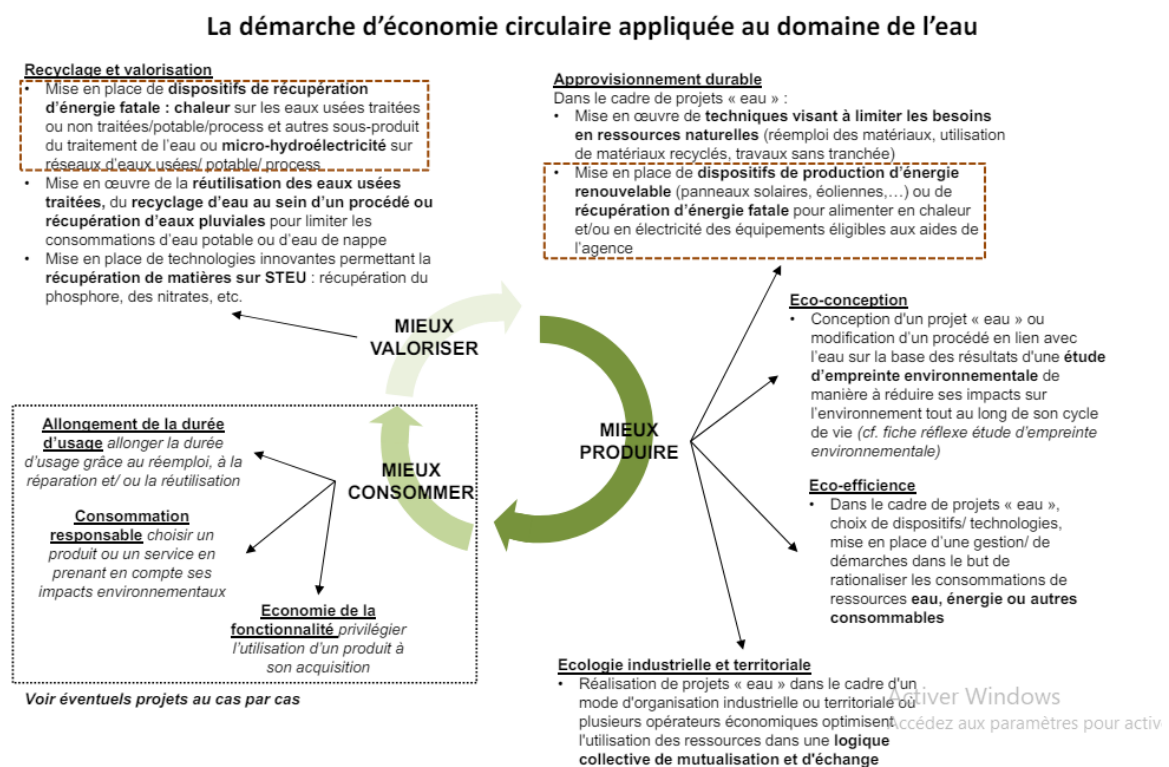 La démarche d'économie circulaire appliquée au domaine de l'eau
Recyclage et valorisation
• Mise en place de dispositifs de récupération
d'énergie fatale : chaleur sur les eaux usées traitées
ou non traitées/potable/process et autres sous-produit
du traitement de l'eau ou micro-hydroélectricité sur
réseaux d'eaux usées/ potable/ process
• Mise en œuvre de la réutilisation des eaux usées
traitées, du recyclage d'eau au sein d'un procédé ou
récupération d'eaux pluviales pour limiter les
consommations d'eau potable ou d'eau de nappe
• Mise en place de technologies innovantes permettant la
récupération de matières sur STEU : récupération du
phosphore, des nitrates, etc.
Approvisionnement durable
Dans le cadre de projets « eau » :
• Mise en œuvre de techniques visant à limiter les besoins
en ressources naturelles (réemploi des matériaux, utilisation
de matériaux recyclés, travaux sans tranchée)
• Mise en place de dispositifs de production d'énergie
renouvelable (panneaux solaires, éoliennes,…) ou de
récupération d'énergie fatale pour alimenter en chaleur
et/ou en électricité des équipements éligibles aux aides de
l'agence
MIEUX
VALORISER
MIEUX
PRODUIRE
MIEUX
CONSOMMER
Eco-conception
• Conception d'un projet « eau » ou
modification d'un procédé en lien avec
l'eau sur la base des résultats d'une étude
d'empreinte environnementale de
manière à réduire ses impacts sur
l'environnement tout au long de son cycle
de vie (cf. fiche réflexe étude d'empreinte
environnementale)
Eco-efficience
• Dans le cadre de projets « eau »,
choix de dispositifs/ technologies,
mise en place d'une gestion/ de
démarches dans le but de
rationaliser les consommations de
ressources eau, énergie ou autres
consommables
Allongement de la durée
d'usage allonger la durée
d'usage grâce au réemploi, à la
réparation et/ ou la réutilisation
Consommation
responsable choisir un
produit ou un service en
prenant en compte ses
impacts environnementaux
Economie de la
fonctionnalité privilégier
l'utilisation d'un produit à
son acquisition
Voir éventuels projets au cas par cas
Ecologie industrielle et territoriale
• Réalisation de projets « eau » dans le cadre d'un
mode d'organisation industrielle ou territoriale où
plusieurs opérateurs économiques optimisent
l'utilisation des ressources dans une logique
collective de mutualisation et d'échange
Activer Windows
Accédez aux paramètres pour activ